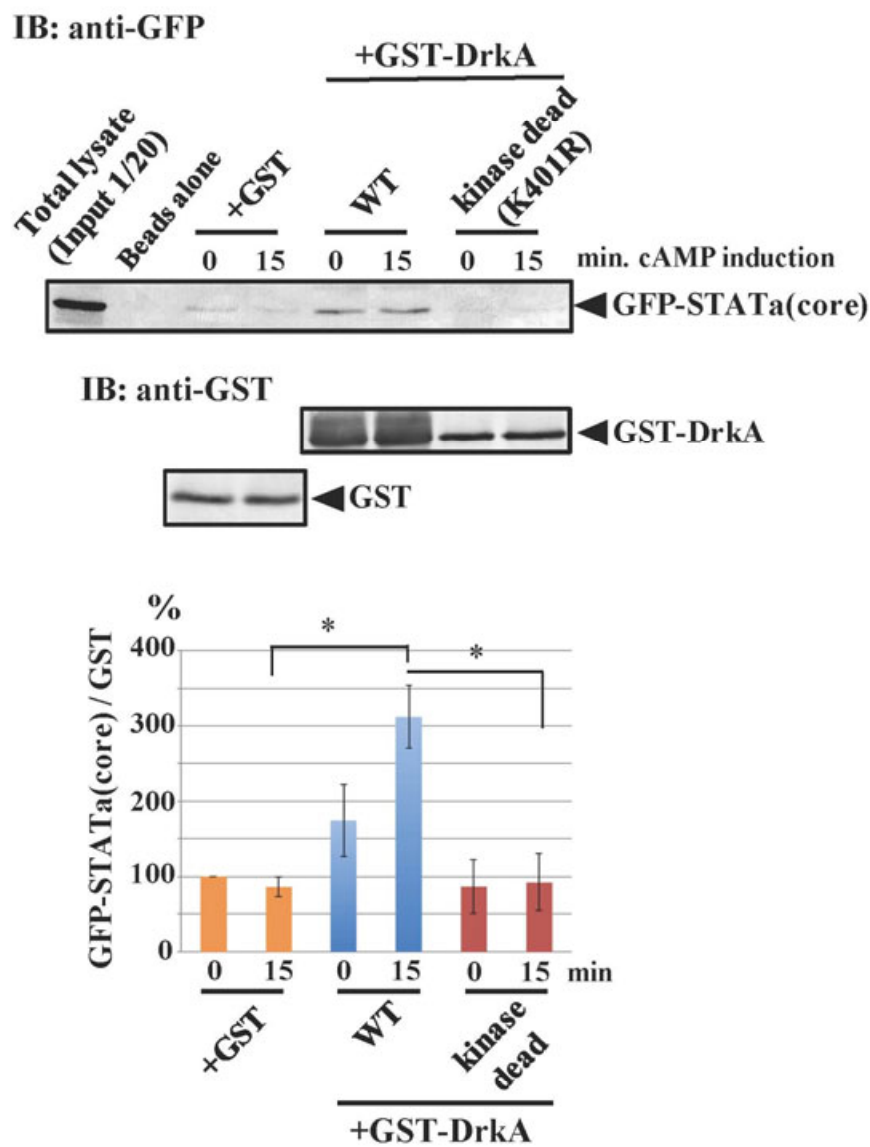 IB: anti-GFP
+GST-DrkA
Total lysate
(Input 1/20)
Beads alone
+GST
WT
kinase dead
(K401R)
0 15 0 15 0 15 min. cAMP induction
GFP-STATa(core)
IB: anti-GST
GST-DrkA
GST
%
GFP-STATa(core) / GST
400
300
200
100
0
* *
0 15 0 15 0 15 min
+GST
WT
kinase
dead
+GST-DrkA